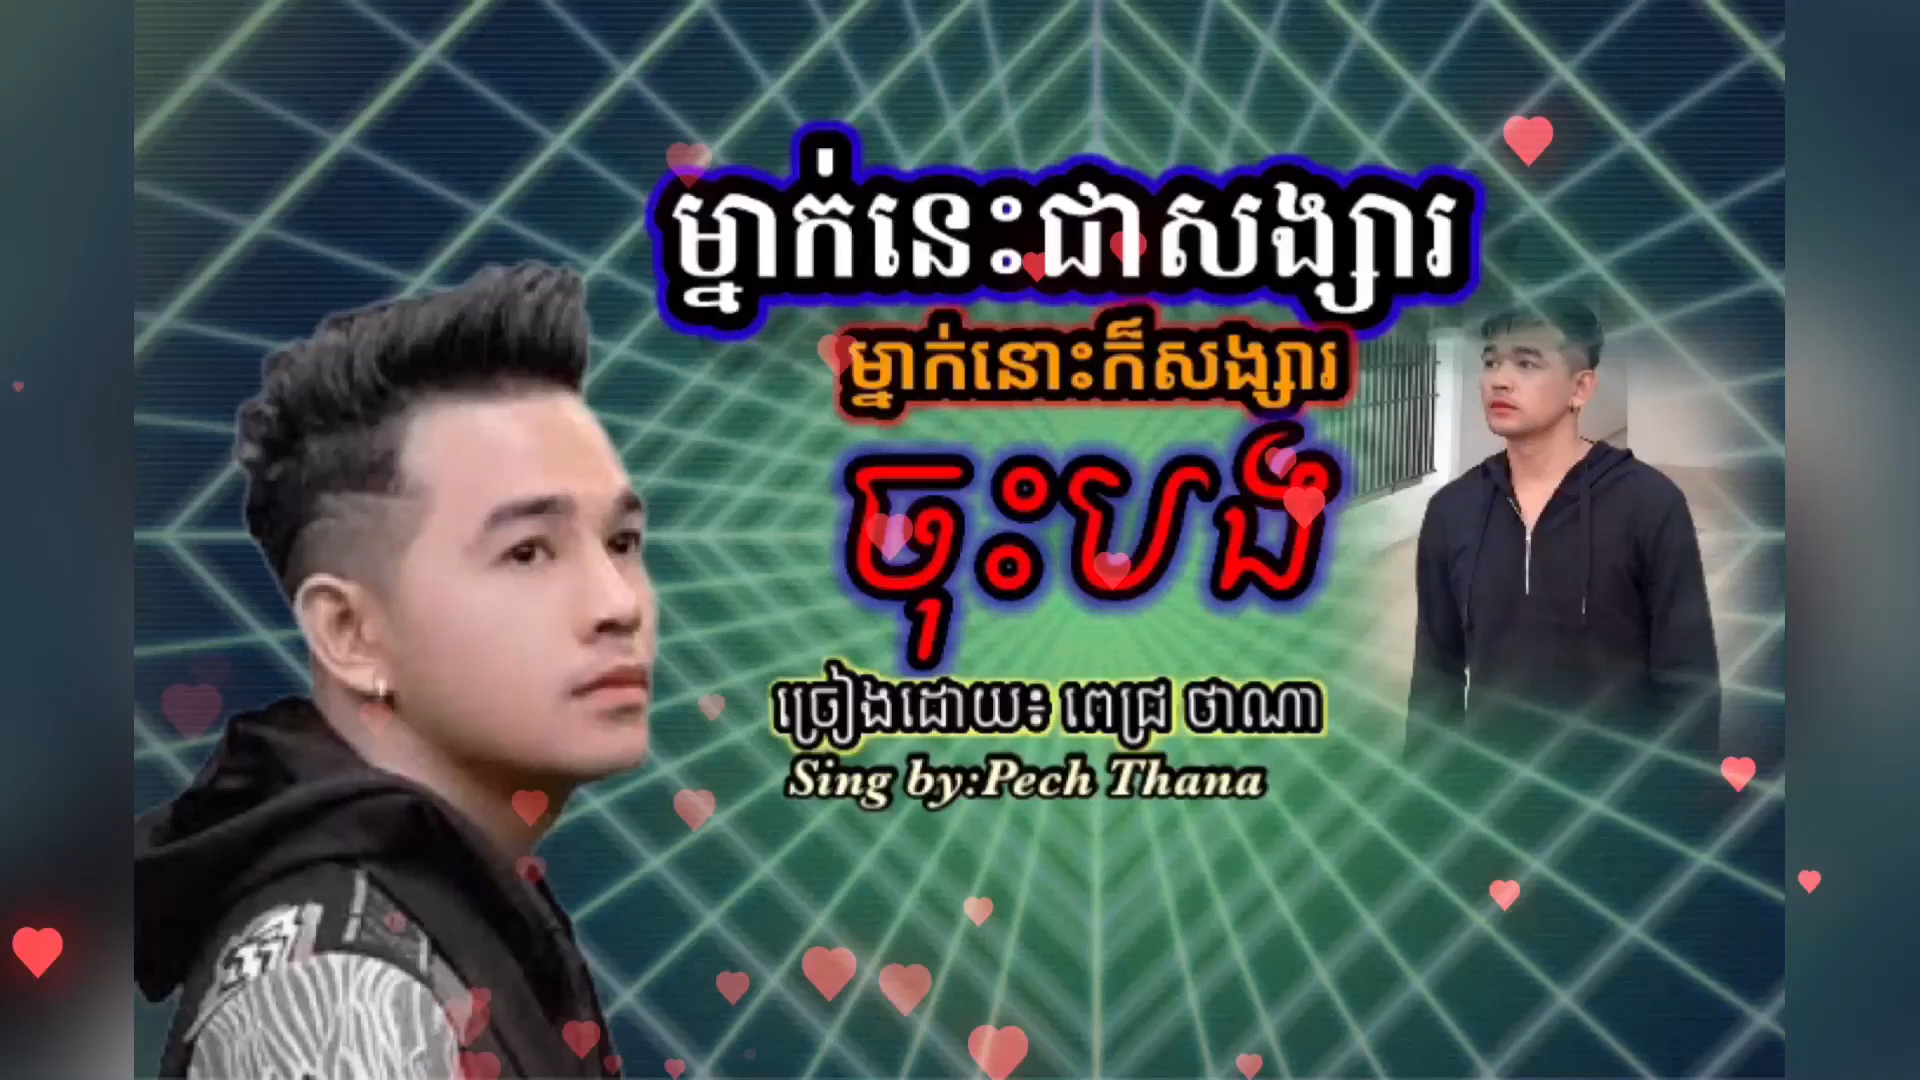 ម្នាក់នេះជាសង្សារ
ម្នាក់នោះក៏សង្សារ
ចុះបង
ច្រៀងដោយ៖ ពេជ្រ ថាណា
Sing by:Pech Thana